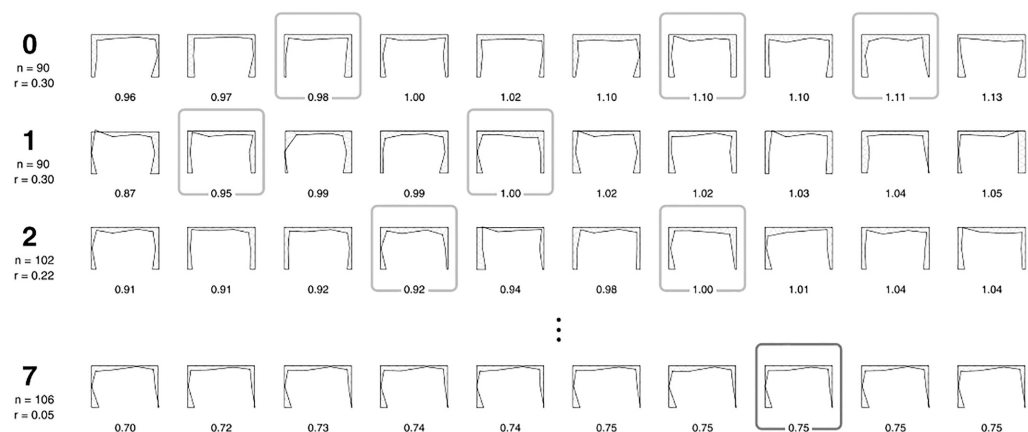 0
n = 90
r = 0.30
0.96 0.97 0.98 1.00 1.02 1.10 1.10 1.10 1.11 1.13
1
n = 90
r = 0.30
0.87 0.95 0.99 0.99 1.00 1.02 1.02 1.03 1.04 1.05
2
n = 102
r = 0.22
0.91 0.91 0.92 0.92 0.94 0.98 1.00 1.01 1.04 1.04
7
n = 106
r = 0.05
0.70 0.72 0.73 0.74 0.74 0.75 0.75 0.75 0.75 0.75